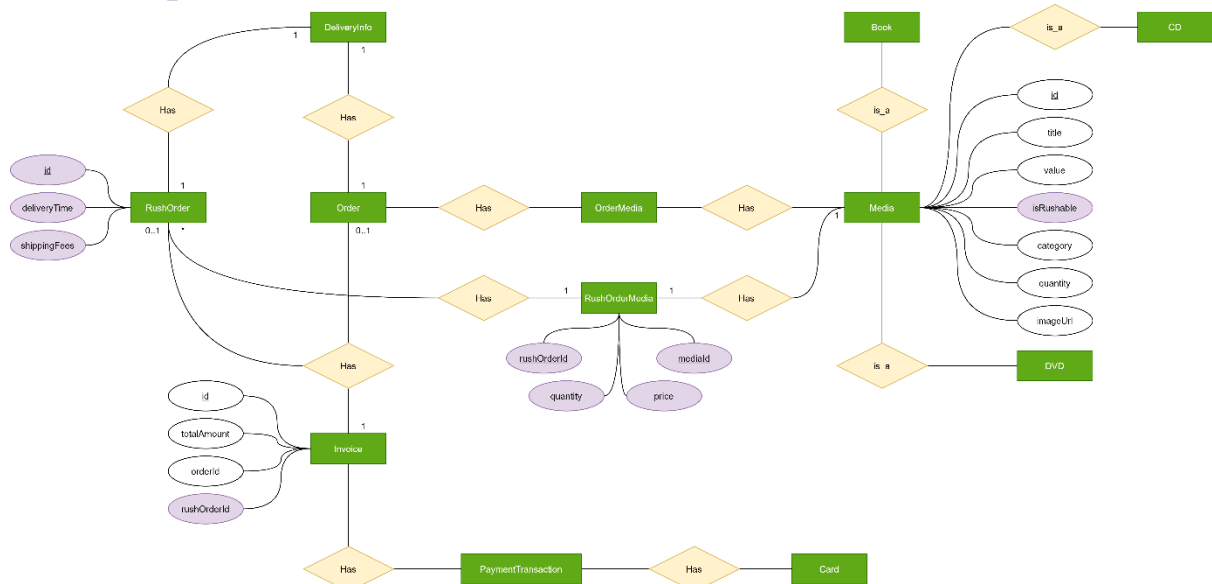 DeliveryInfo
Book
is_a
CD
1
1
Has
Has
is_a
id
title
value
id
deliveryTime
shippingFees
RushOrder
1
0..1
*
Order
1
0..1
Has
OrderMedia
Has
Media
1
isRushable
category
quantity
imageUrl
Has
1
RushOrderMedia
1
Has
rushOrderId
mediaId
quantity
price
Has
is_a
DVD
id
totalAmount
orderId
rushOrderId
1
Invoice
Has
PaymentTransaction
Has
Card